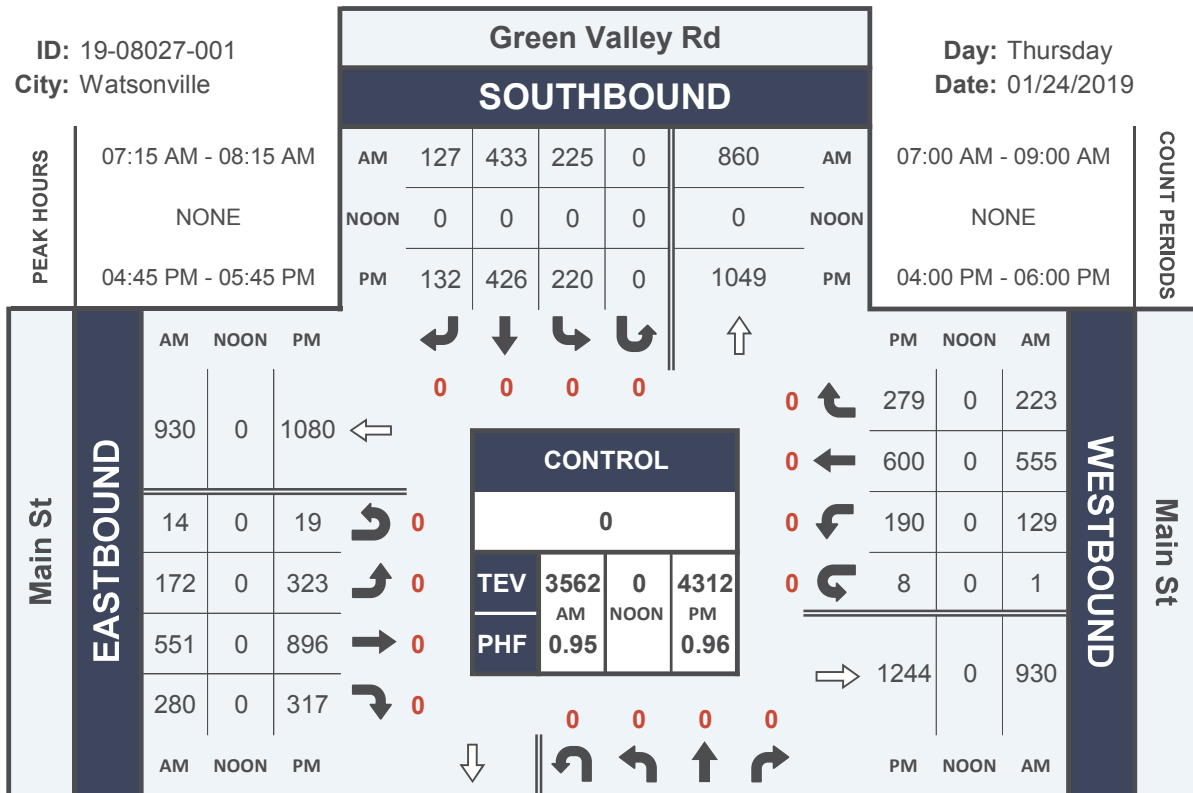 ID: 19-08027-001
City: Watsonville
Green Valley Rd
SOUTHBOUND
Day: Thursday
Date: 01/24/2019
PEAK HOURS
07:15 AM - 08:15 AM
NONE
04:45 PM - 05:45 PM
AM 127 433 225 0 860 AM
NOON 0 0 0 0 0 NOON
PM 132 426 220 0 1049 PM
07:00 AM - 09:00 AM
NONE
04:00 PM - 06:00 PM
COUNT PERIODS
0 0 0 0
Main St
EASTBOUND
AM NOON PM
930 0 1080
14 0 19 0
172 0 323 0
551 0 896 0
280 0 317 0
AM NOON PM
CONTROL
0
TEV 3562 0 4312
AM NOON PM
PHF 0.95 0.96
PM NOON AM
0 279 0 223
0 600 0 555
0 190 0 129
0 8 0 1
1244 0 930
PM NOON AM
WESTBOUND
Main St
0 0 0 0